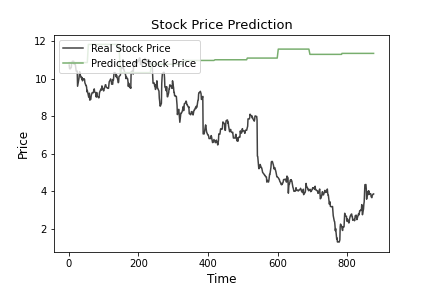 Stock Price Prediction
12
10
8
6
4
2
Price
Real Stock Price
Predicted Stock Price
0
200
400
600
800
Time